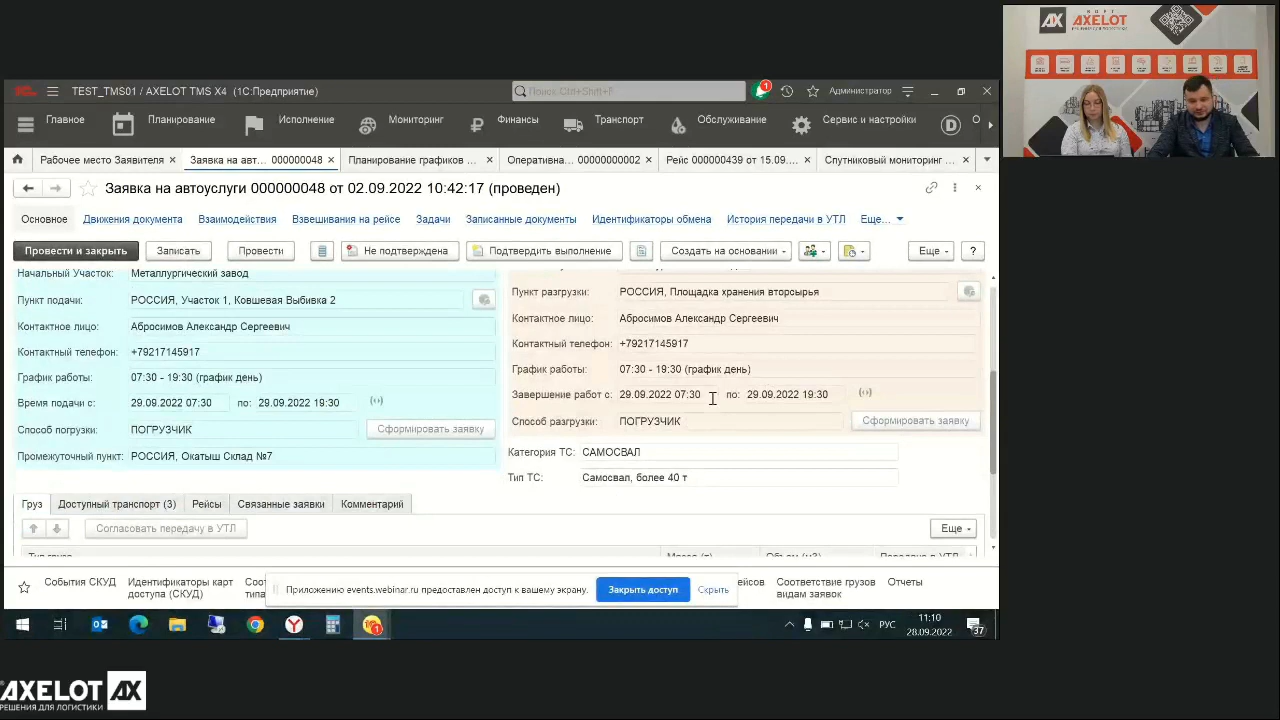 TEST_TMS01 / AXELOT TMS X4 (1С:Предприятие)
Поиск Ctrl+Shift+F
1
Администратор
Главное
Планирование
Исполнение
Мониторинг
Финансы
Транспорт
Обслуживание
Сервис и настройки
Рабочее место Заявителя
Заявка на авт... 000000048
Планирование графиков ...
Оперативна... 00000000002
Рейс 000000439 от 15.09....
Спутниковый мониторинг ...
Заявка на автоуслуги 000000048 от 02.09.2022 10:42:17 (проведен)
Основное
Движения документа
Взаимодействия
Взвешивания на рейсе
Задачи
Записанные документы
Идентификаторы обмена
История передачи в УТЛ
Еще...
Провести и закрыть
Записать
Провести
Не подтверждена
Подтвердить выполнение
Создать на основании
Еще
?
Начальный Участок: Металлургический завод
Пункт подачи: РОССИЯ, Участок 1, Ковшевая Выбивка 2
Контактное лицо: Абросимов Александр Сергеевич
Контактный телефон: +79217145917
График работы: 07:30 - 19:30 (график день)
Время подачи с: 29.09.2022 07:30 по: 29.09.2022 19:30
Способ погрузки: ПОГРУЗЧИК
Сформировать заявку
Промежуточный пункт: РОССИЯ, Окатыш Склад №7
Пункт разгрузки: РОССИЯ, Площадка хранения вторсырья
Контактное лицо: Абросимов Александр Сергеевич
Контактный телефон: +79217145917
График работы: 07:30 - 19:30 (график день)
Завершение работ с: 29.09.2022 07:30 по: 29.09.2022 19:30
Способ разгрузки: ПОГРУЗЧИК
Сформировать заявку
Категория ТС: САМОСВАЛ
Тип ТС: Самосвал, более 40 т
Груз
Доступный транспорт (3)
Рейсы
Связанные заявки
Комментарий
Согласовать передачу в УТЛ
Еще
События СКУД
Идентификаторы карт
доступа (СКУД)
Приложению events.webinar.ru предоставлен доступ к вашему экрану.
Закрыть доступ
Скрыть
Соответствие грузов
видам заявок
Отчеты
РУС
11:10
28.09.2022
37
AXELOT
AXELOT AX
РЕШЕНИЯ ДЛЯ ЛОГИСТИКИ